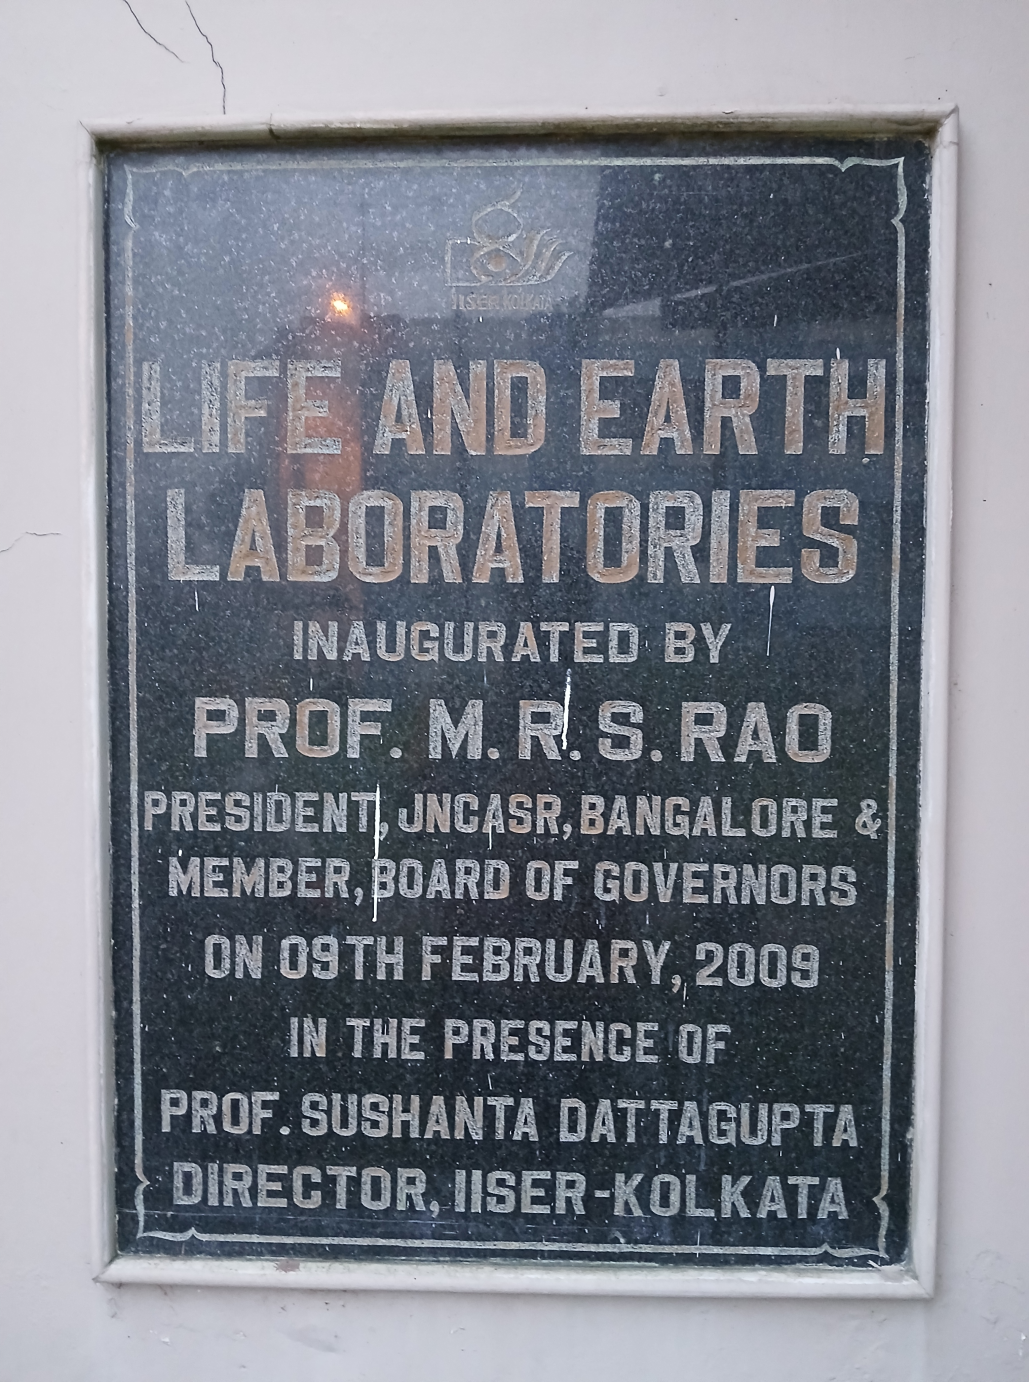 IISER KOLKATA
LIFE AND EARTH
LABORATORIES
INAUGURATED BY
PROF. M. R. S. RAO
PRESIDENT, JNCASR, BANGALORE &
MEMBER, BOARD OF GOVERNORS
ON 09TH FEBRUARY, 2009
IN THE PRESENCE OF
PROF. SUSHANTA DATTAGUPTA
DIRECTOR, IISER-KOLKATA